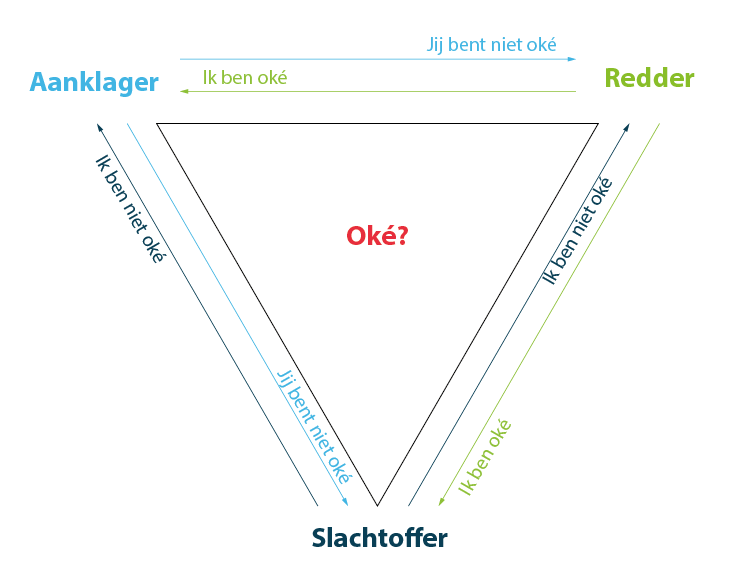 Jij bent niet oké
Aanklager
Ik ben oké
Redder
Ik ben niet oké
Ik ben niet oké
Oké?
Jij bent niet oké
Ik ben oké
Slachtoffer